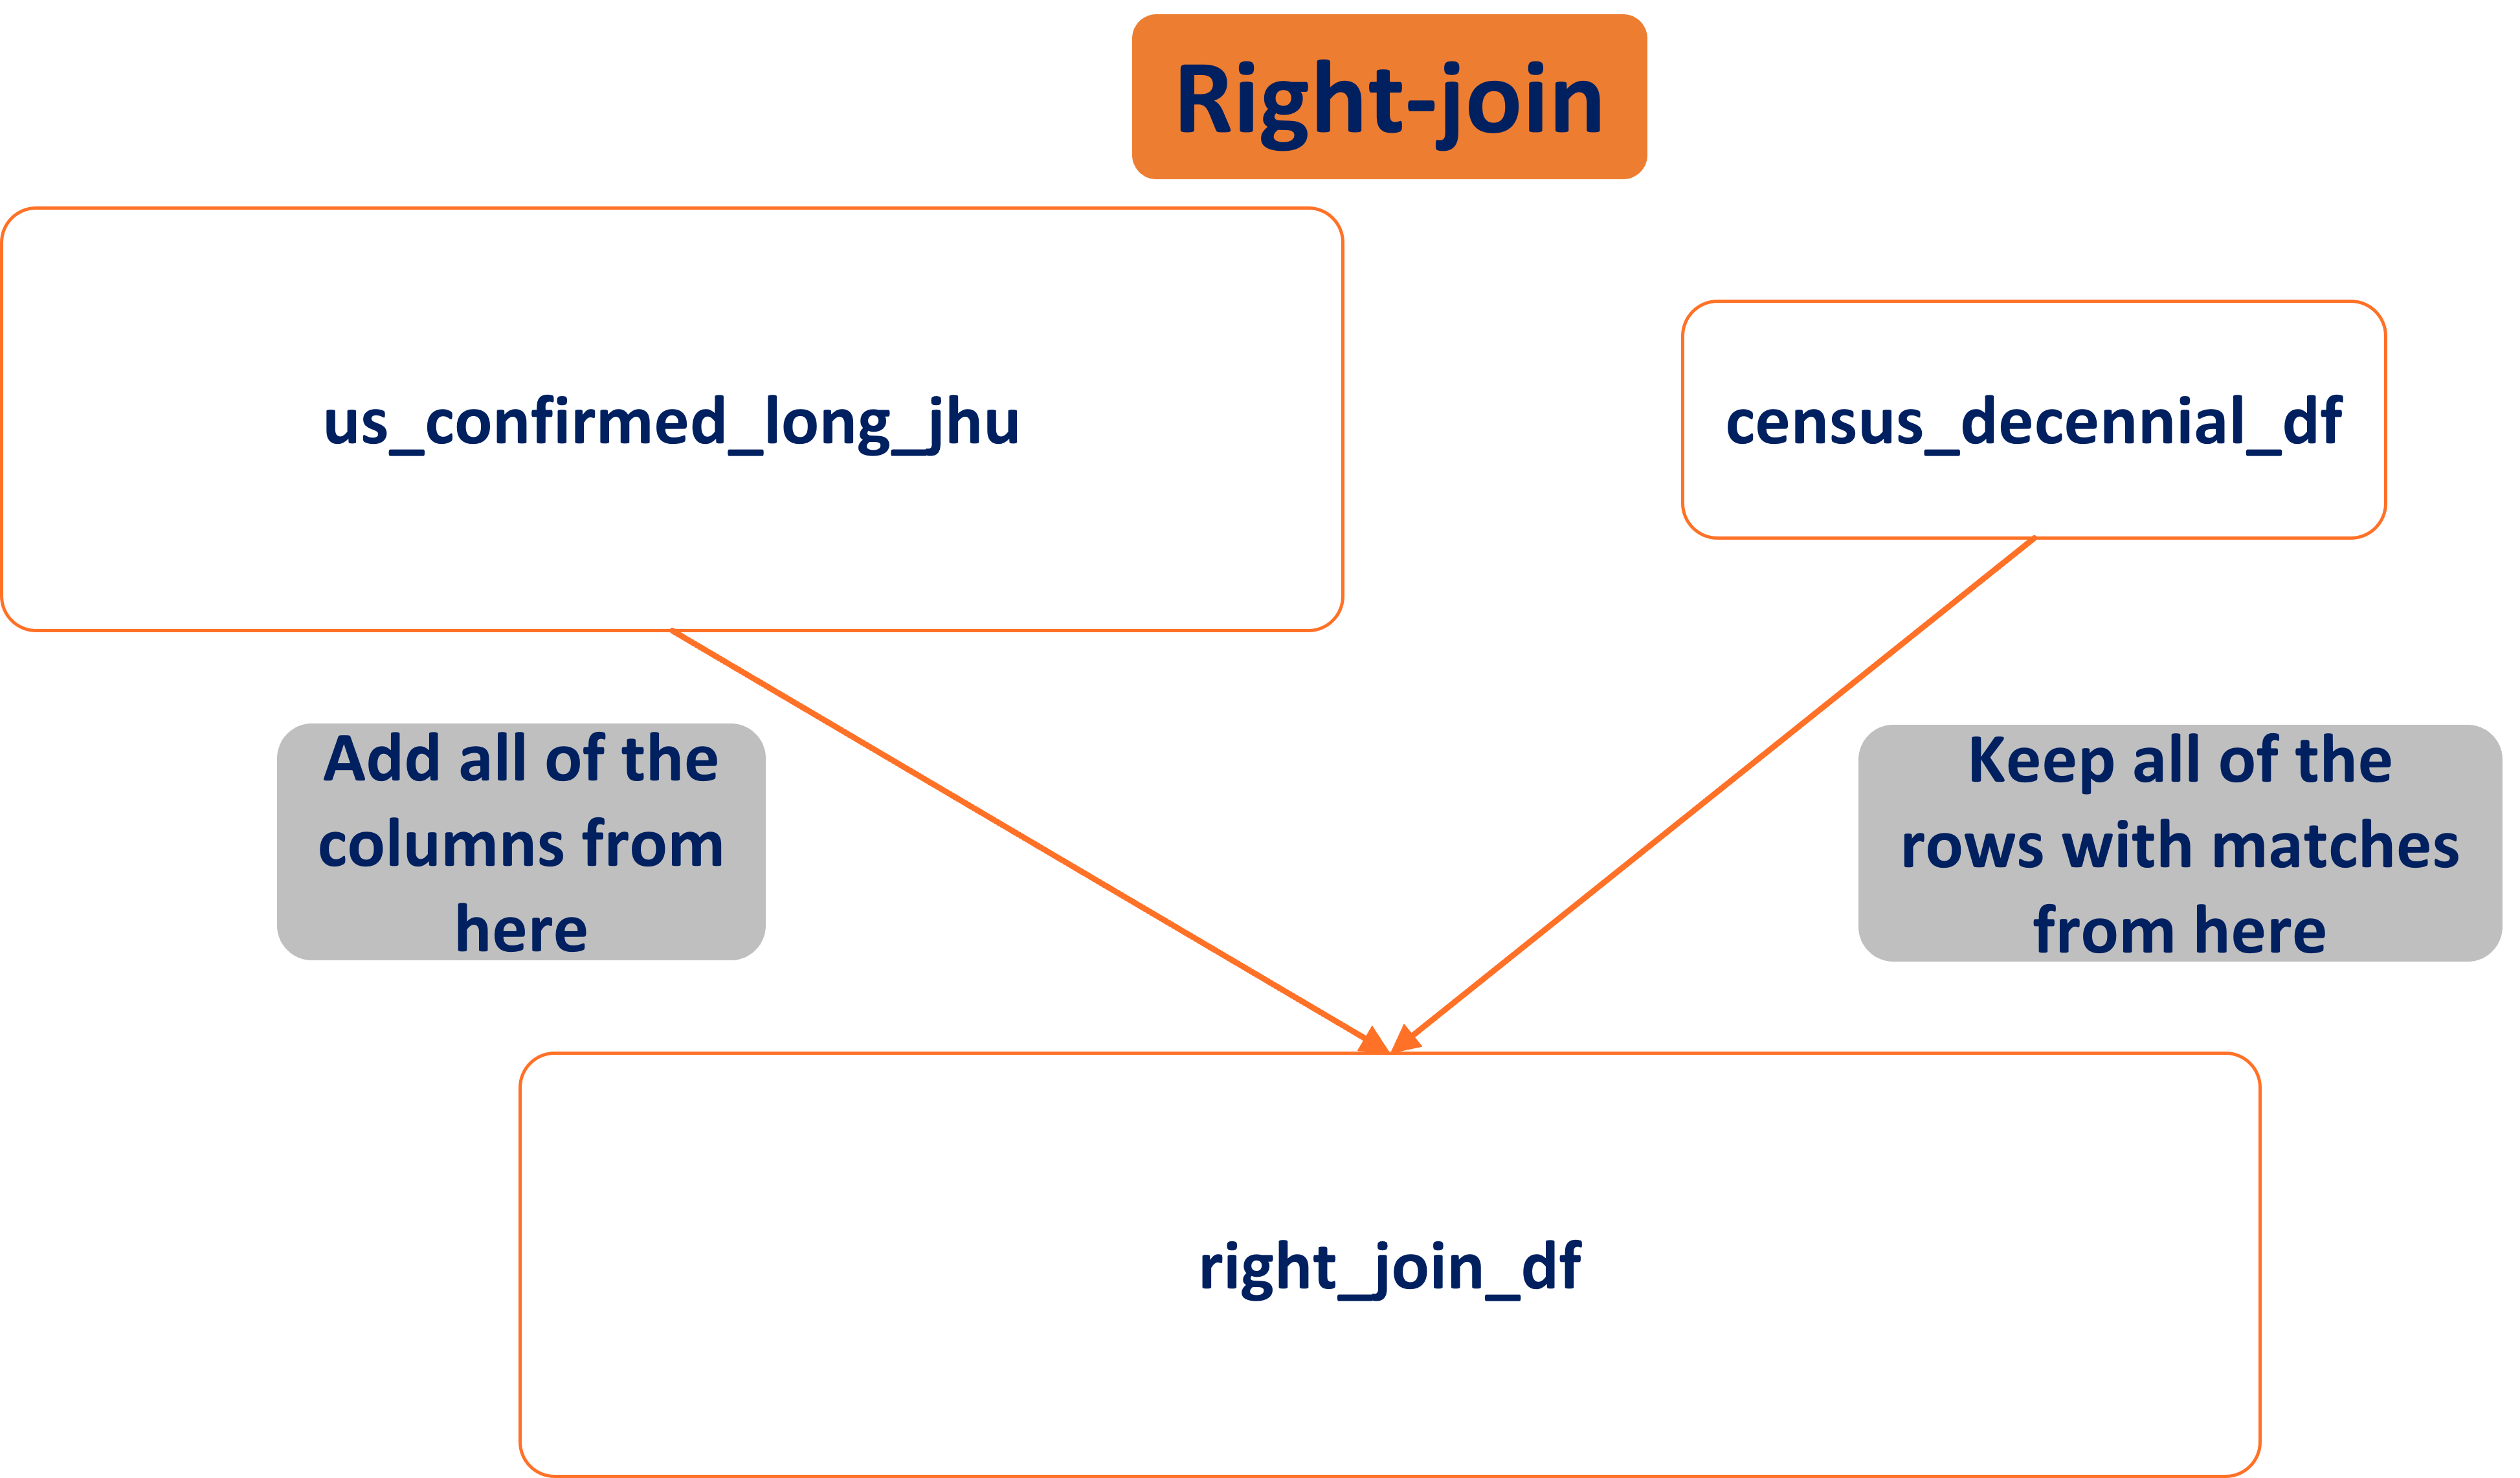 Right-join
us_confirmed_long_jhu
census_decennial_df
Add all of the
columns from
here
Keep all of the
rows with matches
from here
right_join_df